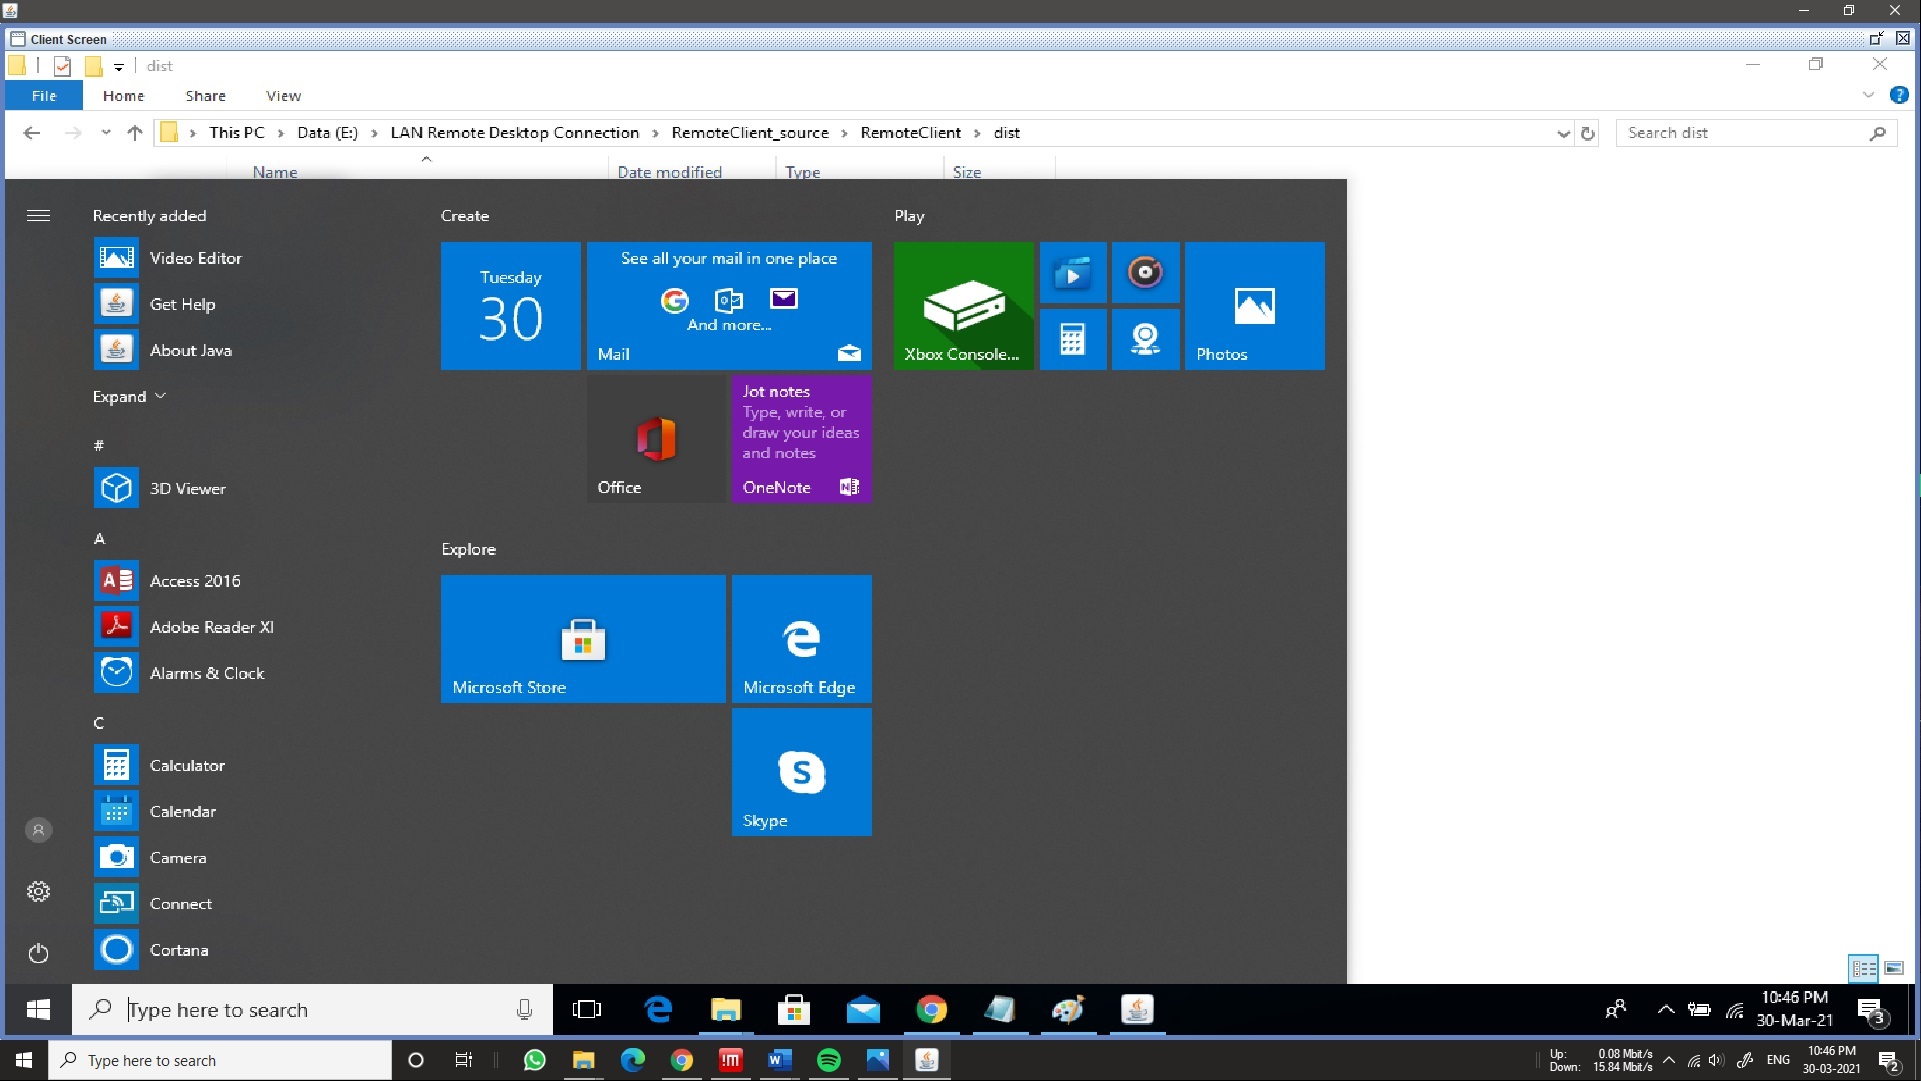 Client Screen
dist
File Home Share View
This PC Data (E:) LAN Remote Desktop Connection RemoteClient_source RemoteClient dist
Search dist
Name Date modified Type Size
Recently added
Video Editor
Get Help
About Java
Expand
#
3D Viewer
A
Access 2016
Adobe Reader XI
Alarms & Clock
C
Calculator
Calendar
Camera
Connect
Cortana
Create
Tuesday
30
See all your mail in one place
And more...
Mail
Office
Jot notes
Type, write, or
draw your ideas
and notes
OneNote
Explore
Microsoft Store
Microsoft Edge
Skype
Play
Xbox Console...
Photos
Type here to search
10:46 PM
30-Mar-21
3
Type here to search
Up: 0.08 Mbit/s
Down: 15.84 Mbit/s
ENG
10:46 PM
30-03-2021
2